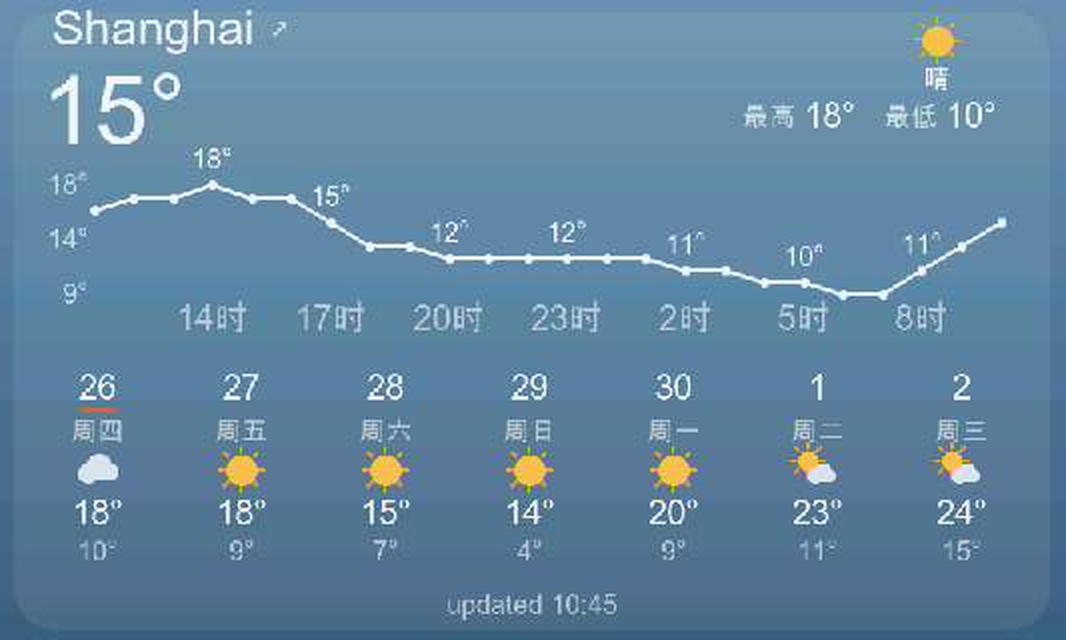 Shanghai
15°
晴
最高 18° 最低 10°
18°
18° 15°
14° 12° 12° 11° 10° 11°
9°
14时 17时 20时 23时 2时 5时 8时
26 27 28 29 30 1 2
周四 周五 周六 周日 周一 周二 周三
18° 18° 15° 14° 20° 23° 24°
10° 9° 7° 4° 9° 11° 15°
updated 10:45